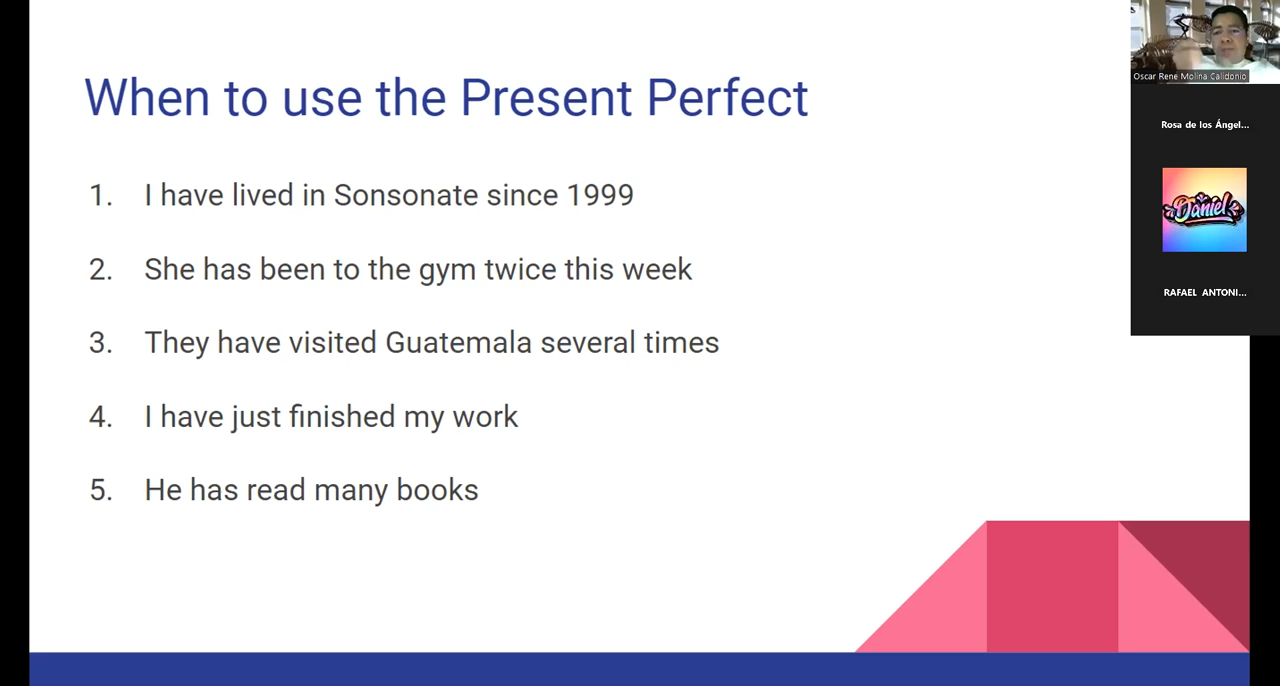 When to use the Present Perfect
1. I have lived in Sonsonate since 1999
2. She has been to the gym twice this week
3. They have visited Guatemala several times
4. I have just finished my work
5. He has read many books
Oscar Rene Molina Calidonio
Rosa de los Ángel...
Daniel
RAFAEL ANTONI...